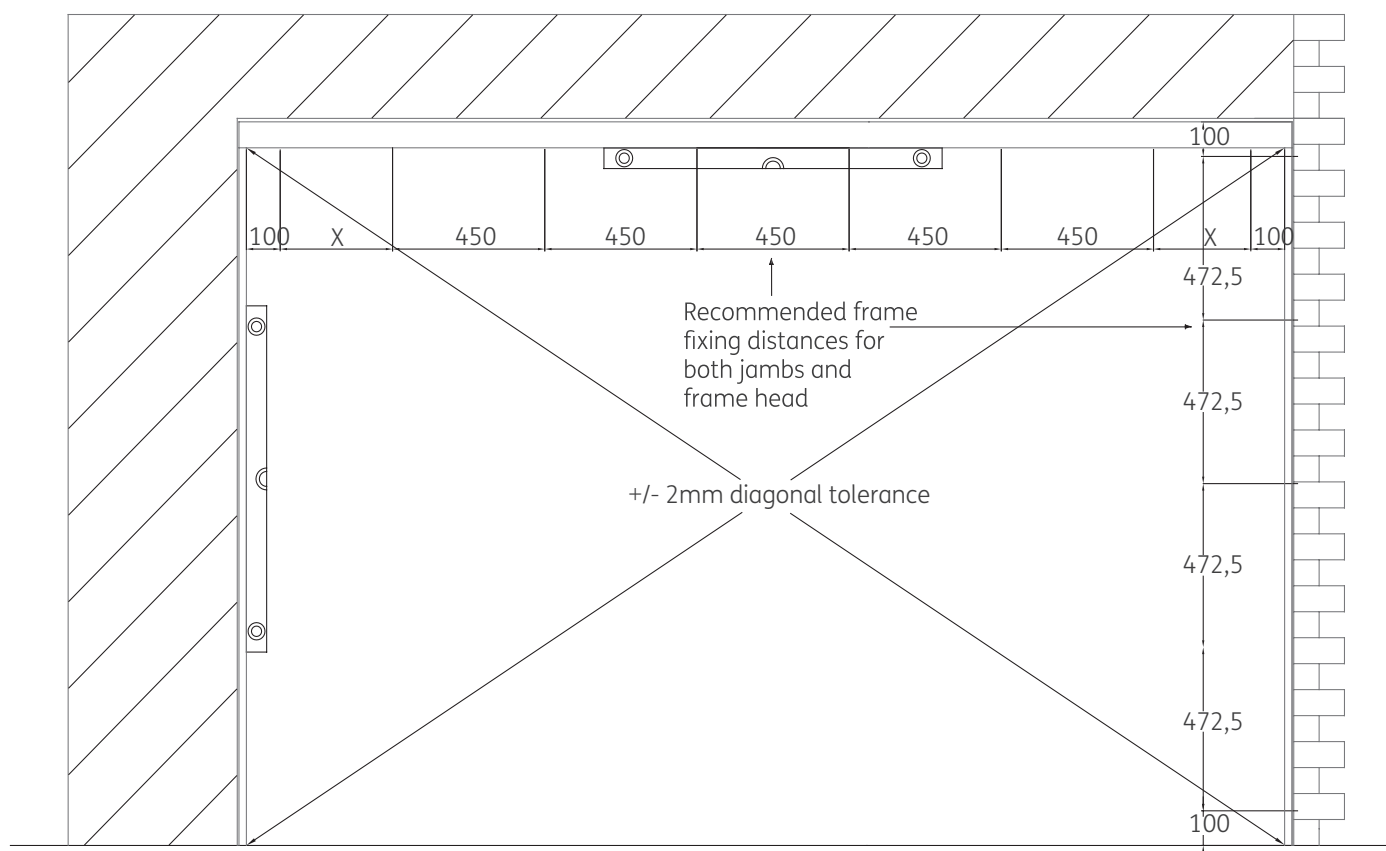 100
100 X 450 450 450 450 450 X 100
472,5
Recommended frame
fixing distances for
both jambs and
frame head
472,5
+/- 2mm diagonal tolerance
472,5
472,5
100